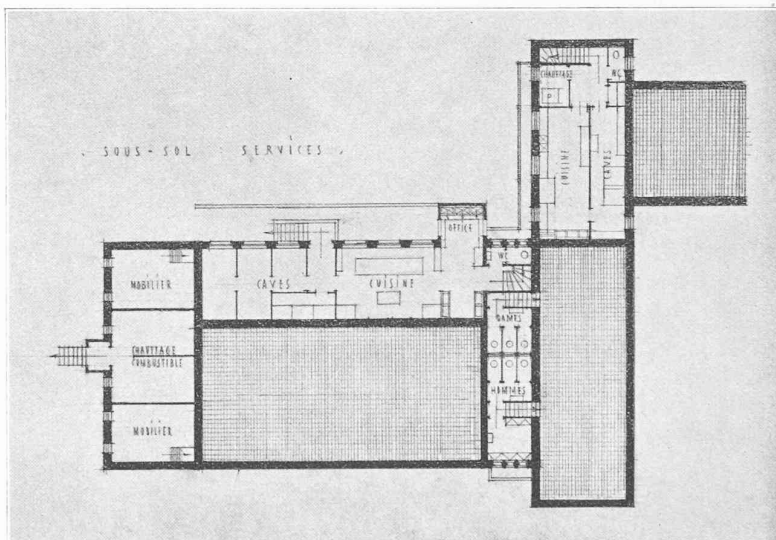 SOUS-SOL : SERVICES
CHAUFFAGE
WC
CUISINE
CAVES
OFFICE
WC
MOBILIER
CAVES
CUISINE
DAMES
CHAUFFAGE
COMBUSTIBLE
HOMMES
MOBILIER